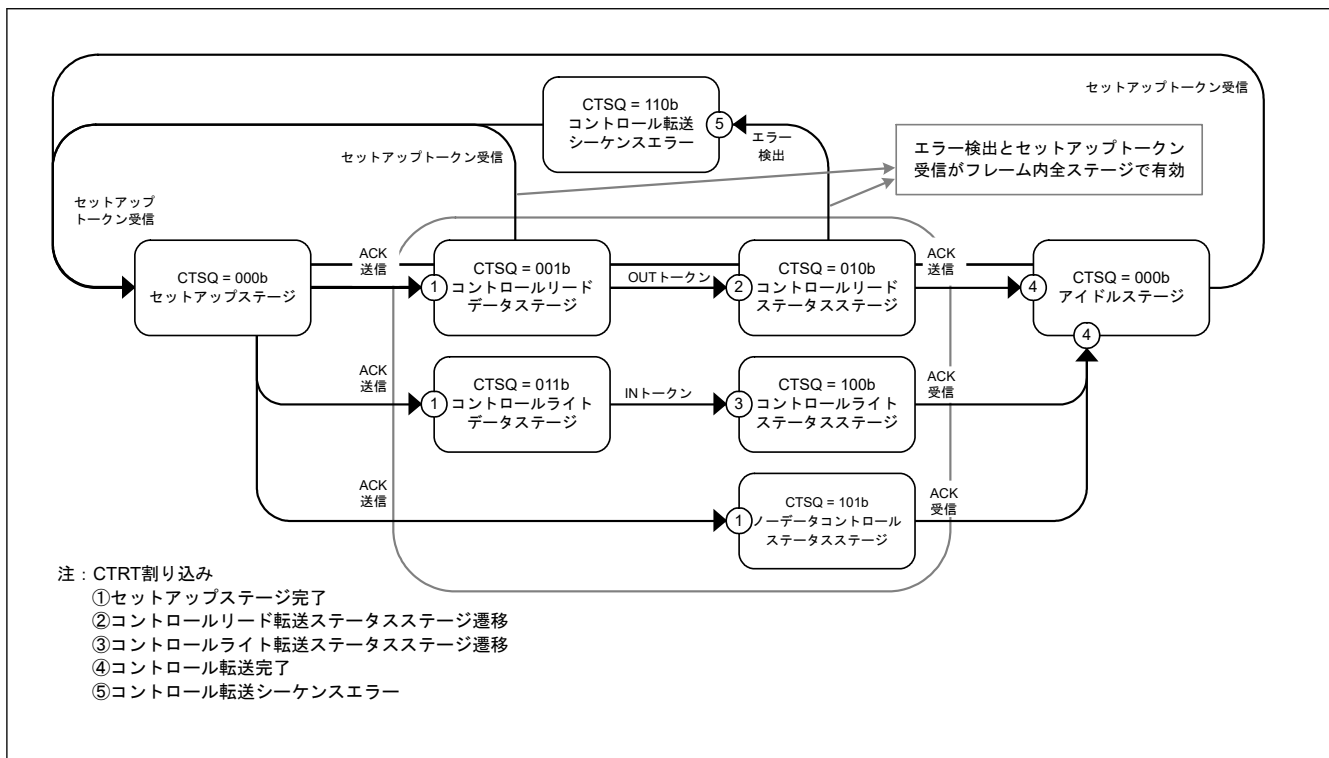 セットアップトークン受信
CTSQ = 110b
コントロール転送
シーケンスエラー
⑤
エラー
検出
セットアップトークン受信
エラー検出とセットアップトークン
受信がフレーム内全ステージで有効
セットアップ
トークン受信
CTSQ = 000b
セットアップステージ
ACK
送信
①
CTSQ = 001b
コントロールリード
データステージ
OUTトークン
②
CTSQ = 010b
コントロールリード
ステータスステージ
ACK
送信
④
CTSQ = 000b
アイドルステージ
④
ACK
送信
①
CTSQ = 011b
コントロールライト
データステージ
INトークン
③
CTSQ = 100b
コントロールライト
ステータスステージ
ACK
受信
ACK
送信
①
CTSQ = 101b
ノーデータコントロール
ステータスステージ
ACK
受信
注：CTRT割り込み
①セットアップステージ完了
②コントロールリード転送ステータスステージ遷移
③コントロールライト転送ステータスステージ遷移
④コントロール転送完了
⑤コントロール転送シーケンスエラー